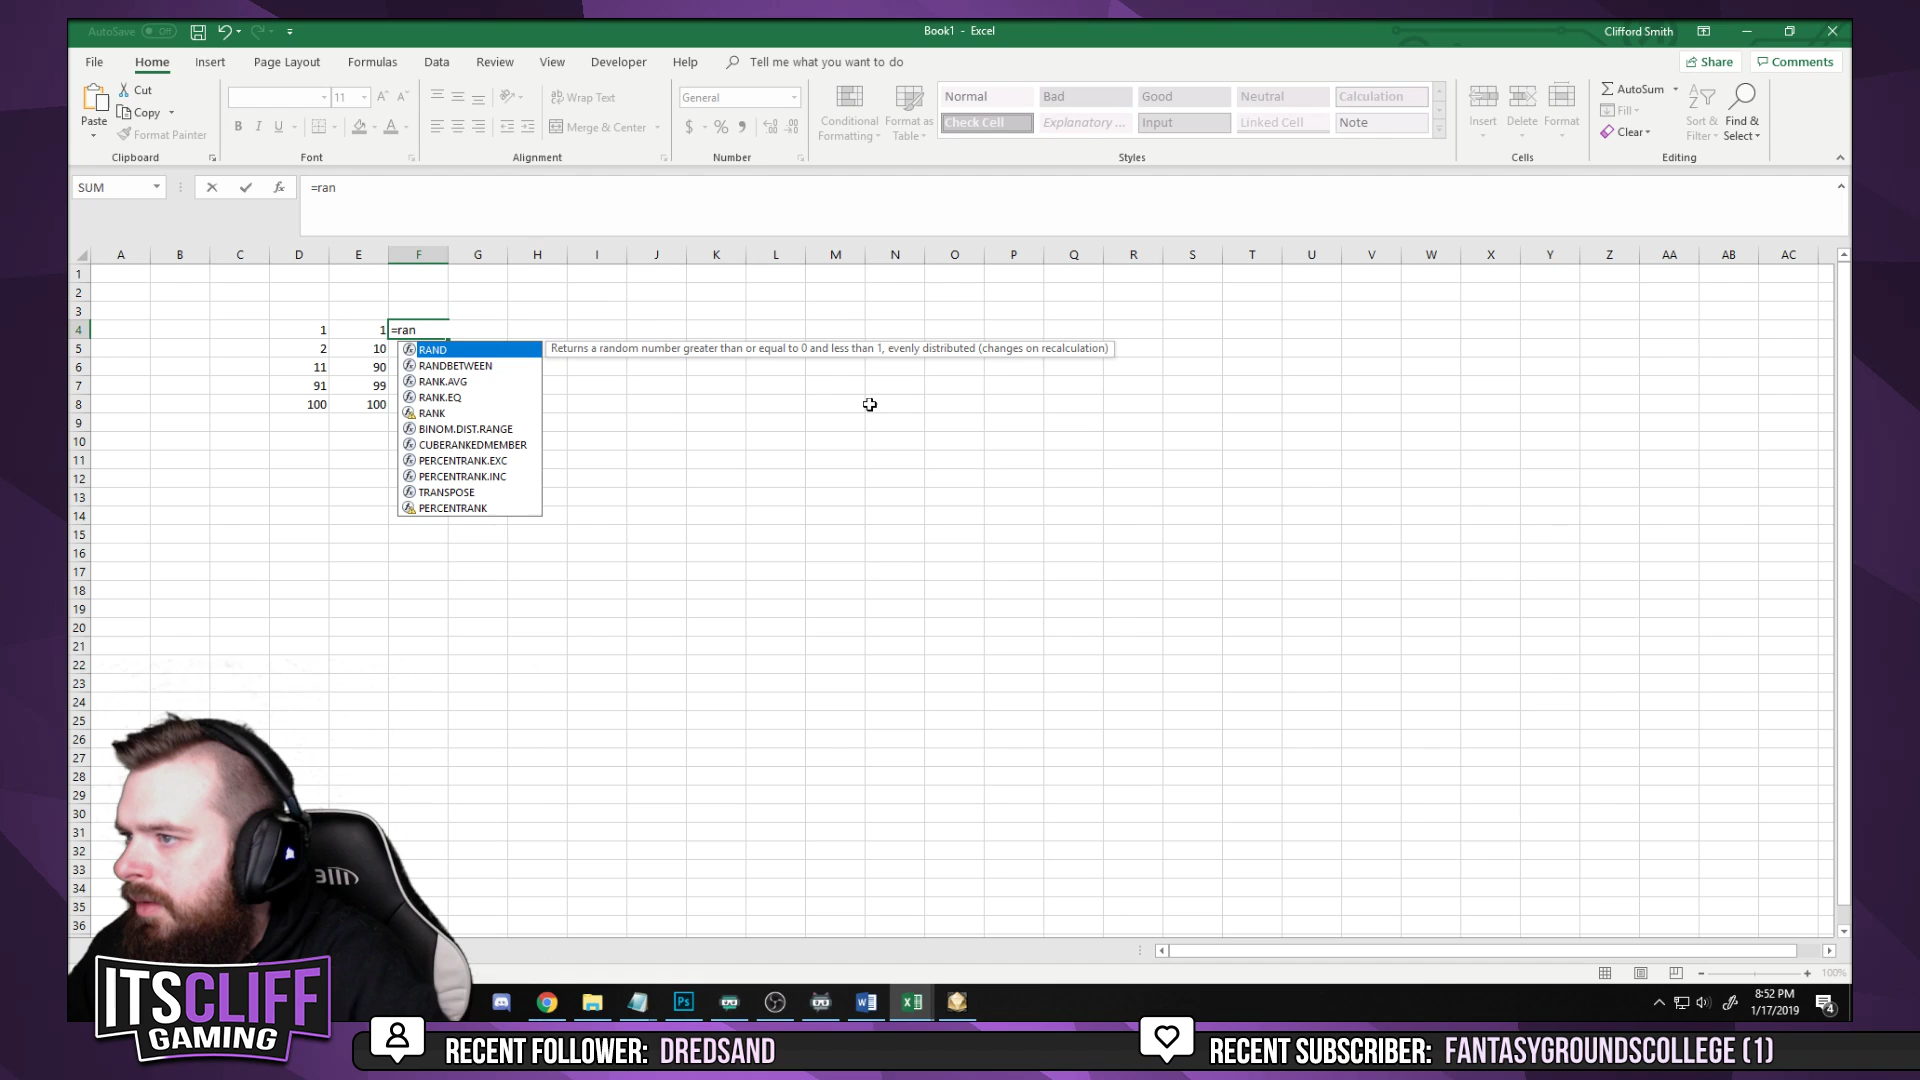 AutoSave Off
Book1 - Excel
Clifford Smith
File Home Insert Page Layout Formulas Data Review View Developer Help Tell me what you want to do
Share Comments
Paste
Cut
Copy
Format Painter
Clipboard
11 A A
B I U A
Font
Wrap Text
Merge & Center
Alignment
General
$ % 9
Number
Conditional
Formatting
Format as
Table
Normal Bad Good Neutral Calculation
Check Cell Explanatory ... Input Linked Cell Note
Styles
Insert Delete Format
Cells
AutoSum
Fill
Clear
Sort &
Filter
Find &
Select
Editing
SUM
fx
=ran
A B C D E F G H I J K L M N O P Q R S T U V W X Y Z AA AB AC
1
2
3
4 1 1 =ran
5 2 10
6 11 90
7 91 99
8 100 100
9
10
11
12
13
14
15
16
17
18
19
20
21
22
23
24
25
26
27
28
29
30
31
32
33
34
35
36
RAND
RANDBETWEEN
RANK.AVG
RANK.EQ
RANK
BINOM.DIST.RANGE
CUBERANKEDMEMBER
PERCENTRANK.EXC
PERCENTRANK.INC
TRANSPOSE
PERCENTRANK
Returns a random number greater than or equal to 0 and less than 1, evenly distributed (changes on recalculation)
100%
Ps
8:52 PM
1/17/2019
4
ITSCLIFF
GAMING
RECENT FOLLOWER: DREDSAND
RECENT SUBSCRIBER: FANTASYGROUNDSCOLLEGE (1)